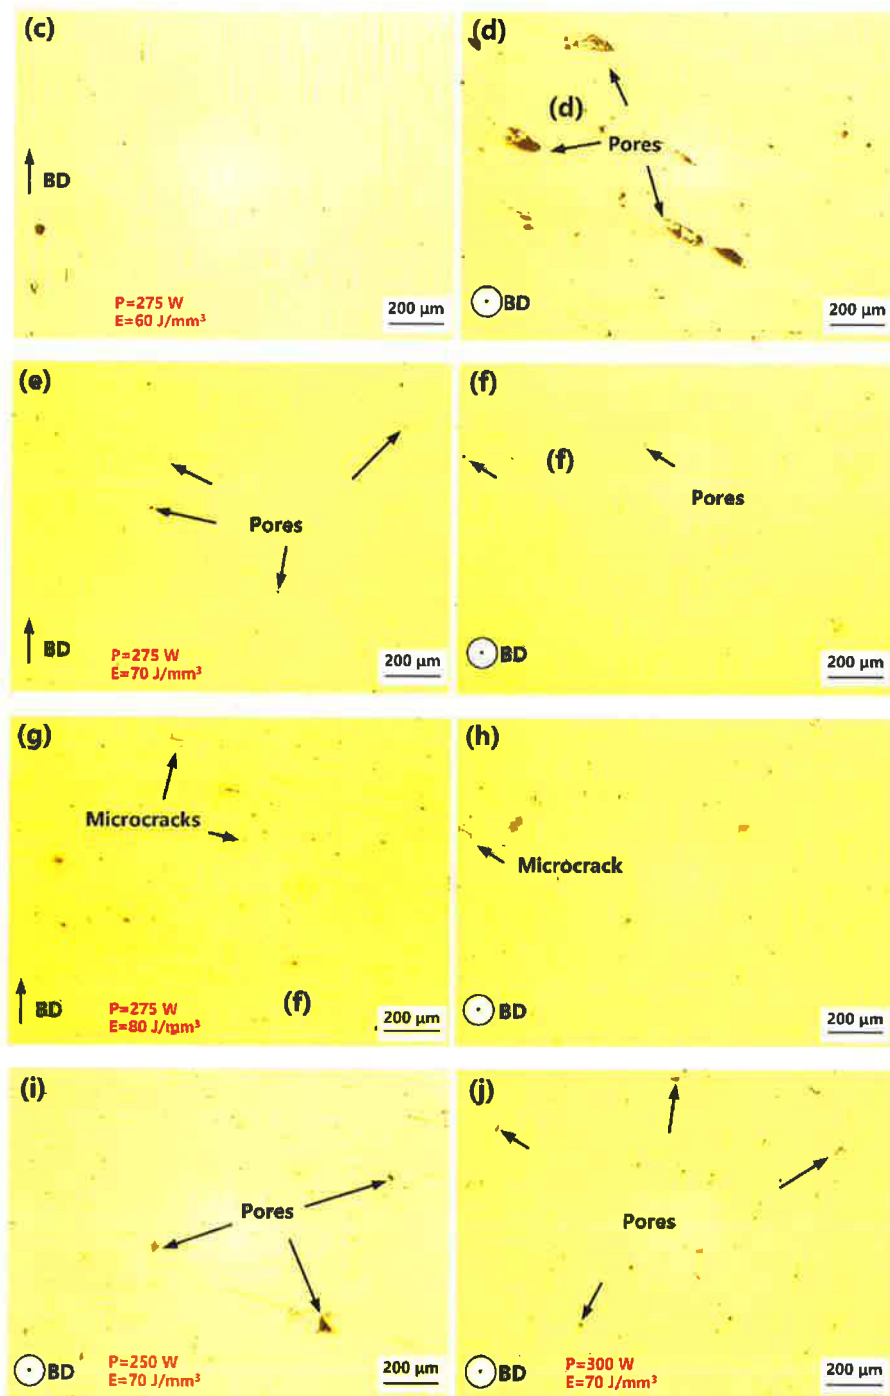 (c)
BD
P=275 W
E=60 J/mm³
200 μm
(d)
(d)
Pores
BD
200 μm
(e)
Pores
BD
P=275 W
E=70 J/mm³
200 μm
(f)
(f)
Pores
BD
200 μm
(g)
Microcracks
BD
P=275 W
E=80 J/mm³
(f)
200 μm
(h)
Microcrack
BD
200 μm
(i)
Pores
BD
P=250 W
E=70 J/mm³
200 μm
(j)
Pores
BD
P=300 W
E=70 J/mm³
200 μm